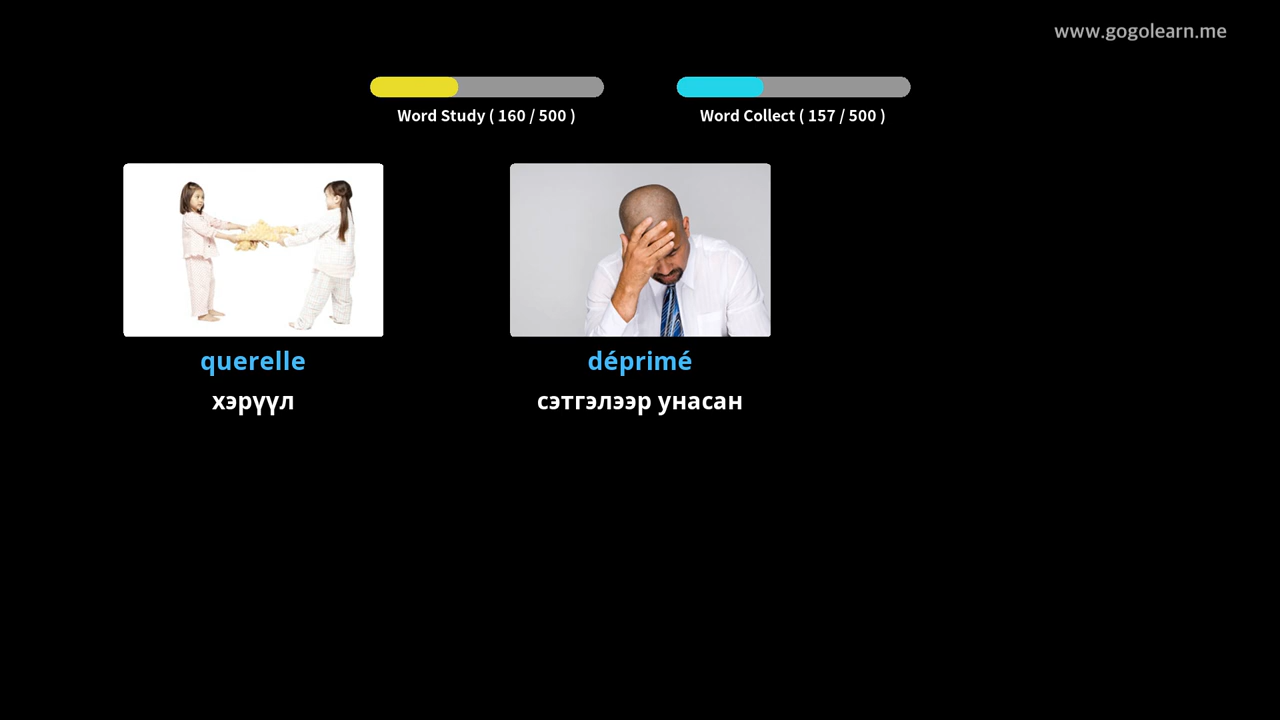 www.gogolearn.me
Word Study ( 160 / 500 )
Word Collect ( 157 / 500 )
querelle
хэрүүл
déprimé
сэтгэлээр унасан